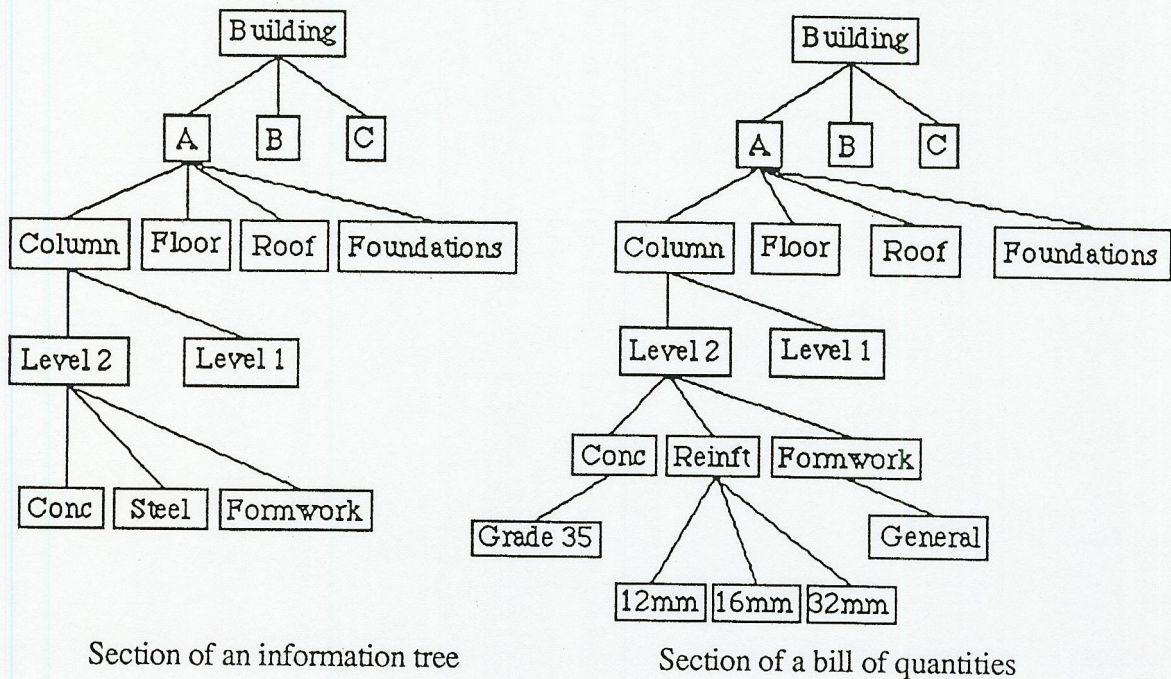 Building
A B C
Column Floor Roof Foundations
Level 2 Level 1
Conc Steel Formwork
Section of an information tree
Building
A B C
Column Floor Roof Foundations
Level 2 Level 1
Conc Reinft Formwork
Grade 35 General
12mm 16mm 32mm
Section of a bill of quantities